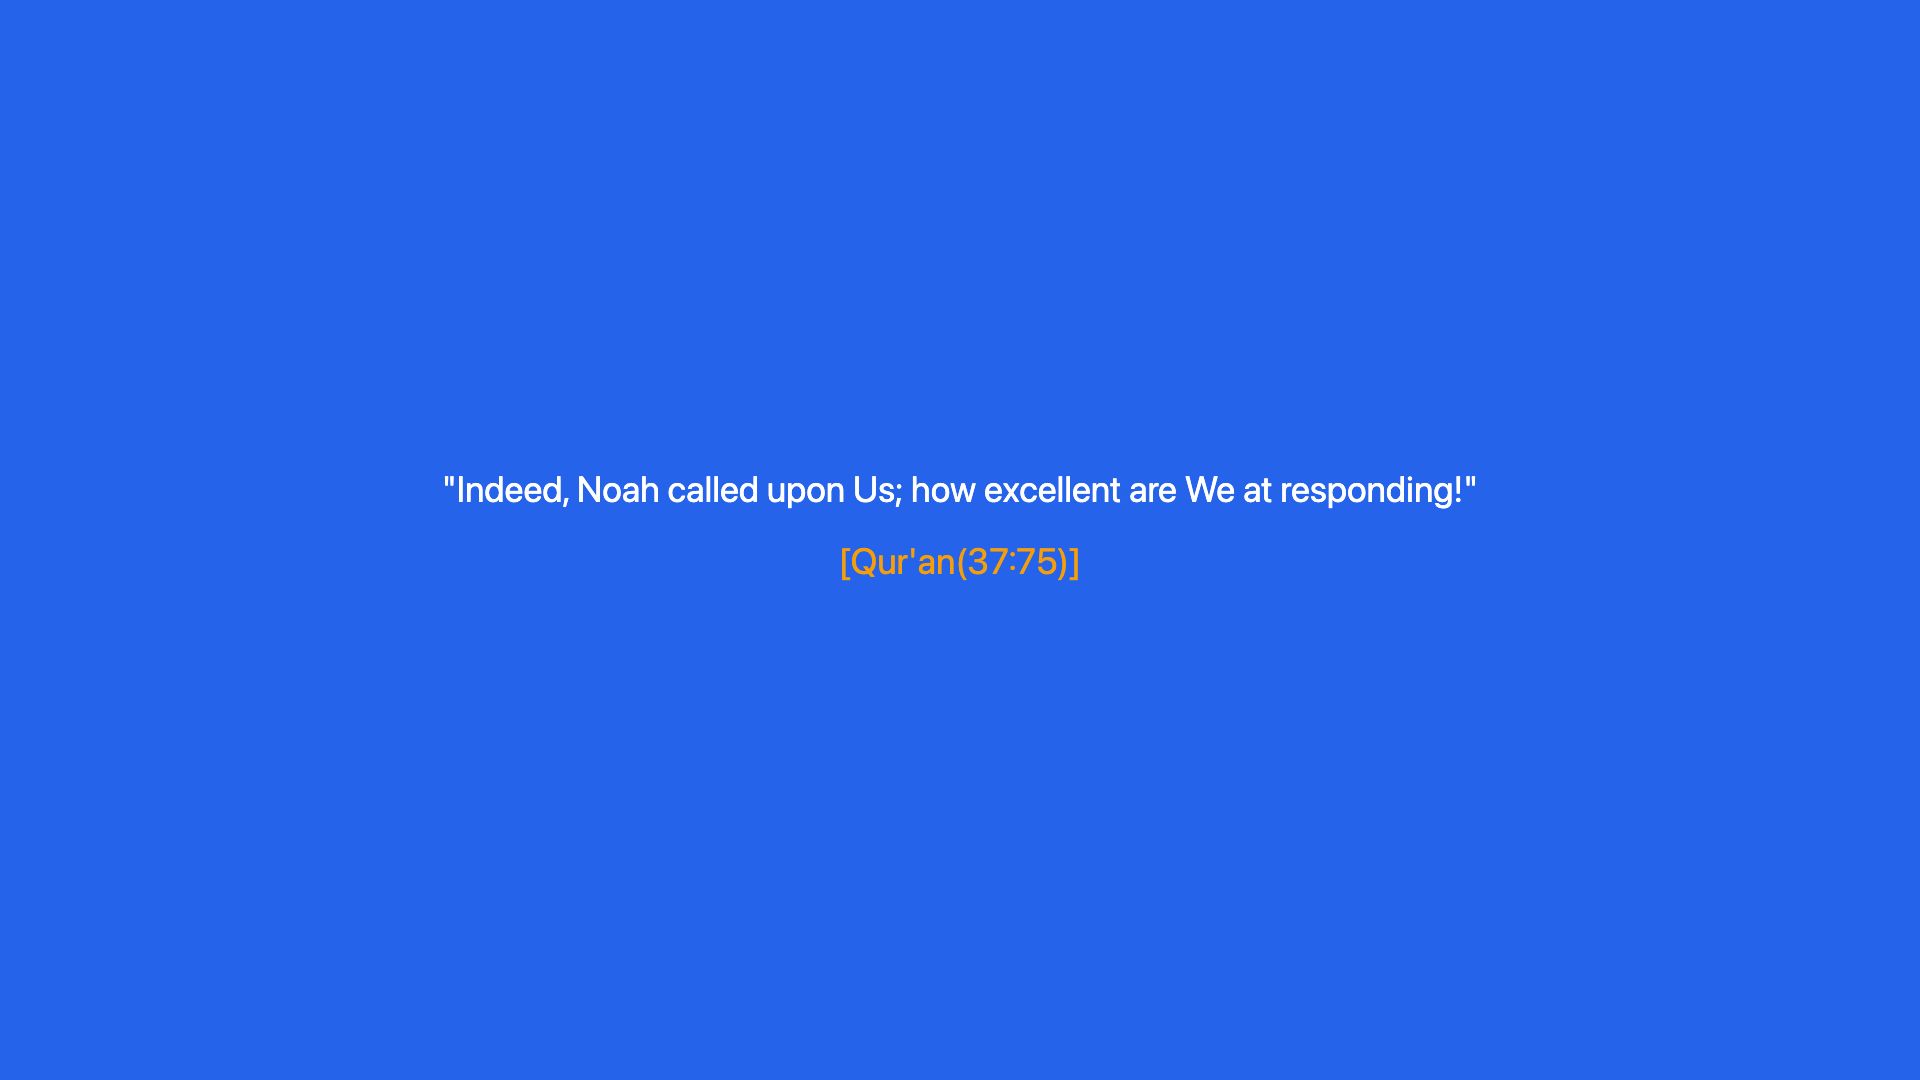 "Indeed, Noah called upon Us; how excellent are We at responding!"
[Qur'an(37:75)]